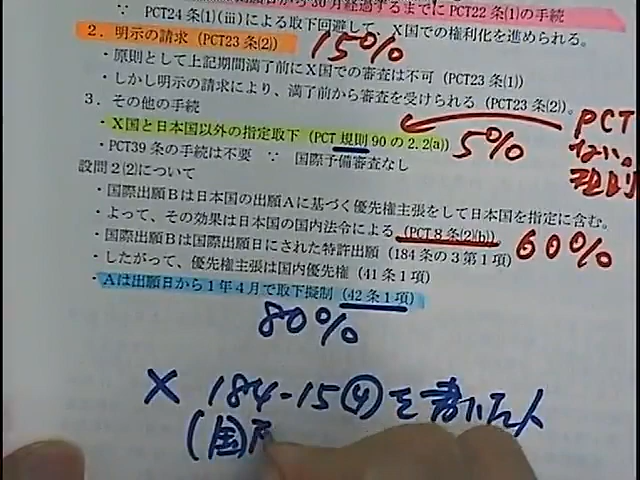 30月経過するまでにPCT22条(1)の手続
∵ PCT24条(1)(iii)による取下回避して、X国での権利化を進められる。
2．明示の請求（PCT23条(2)） 15%
・原則として上記期間満了前にX国での審査は不可（PCT23条(1)）
・しかし明示の請求により、満了前から審査を受けられる（PCT23条(2)）。
3．その他の手続
・X国と日本国以外の指定取下（PCT規則90の2.2(a)） 5%
PCT
ない。
・PCT39条の手続は不要 ∵ 国際予備審査なし
設問2(2)について
・国際出願Bは日本国の出願Aに基づく優先権主張をして日本国を指定に含む。
・よって、その効果は日本国の国内法令による（PCT8条(2)(b)）
・国際出願Bは国際出願日にされた特許出願（184条の3第1項） 60%
・したがって、優先権主張は国内優先権（41条1項）
・Aは出願日から1年4月で取下擬制（42条1項）
80%
× 184-15④を書いた人
(国